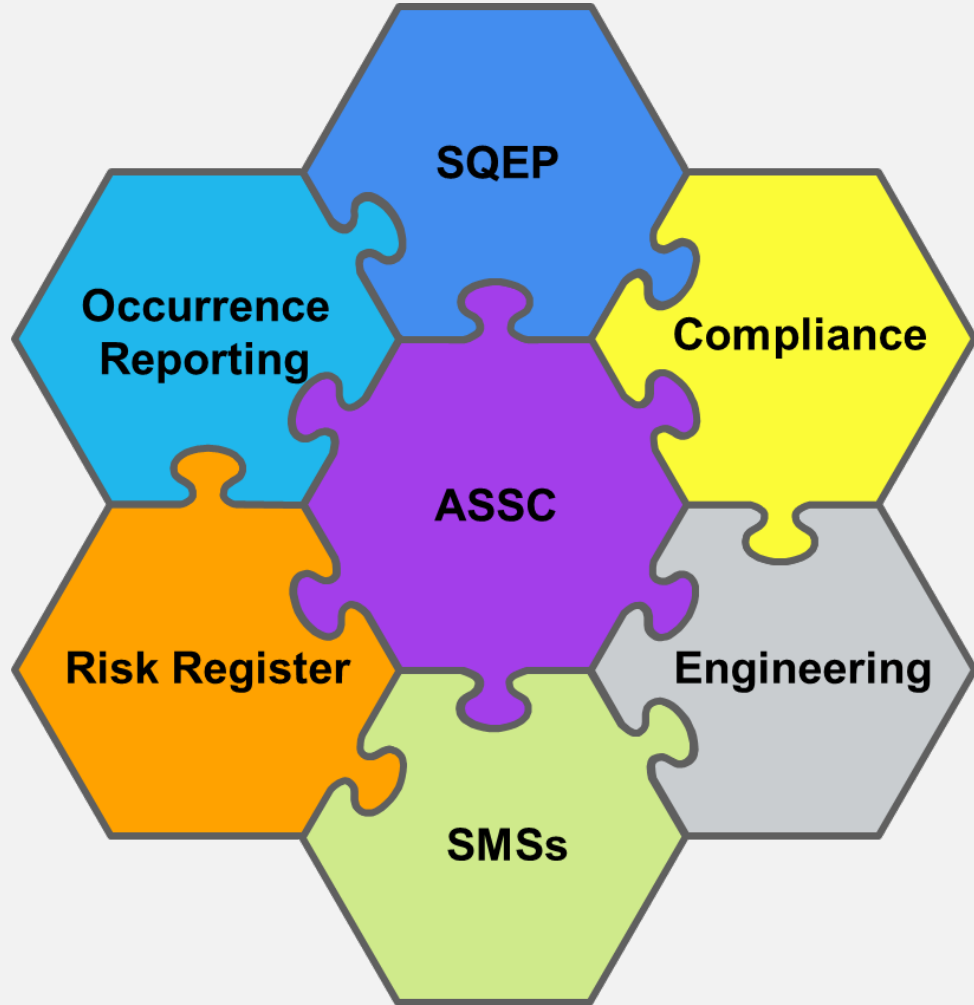 SQEP
Occurrence
Reporting
Compliance
ASSC
Risk Register
Engineering
SMSs